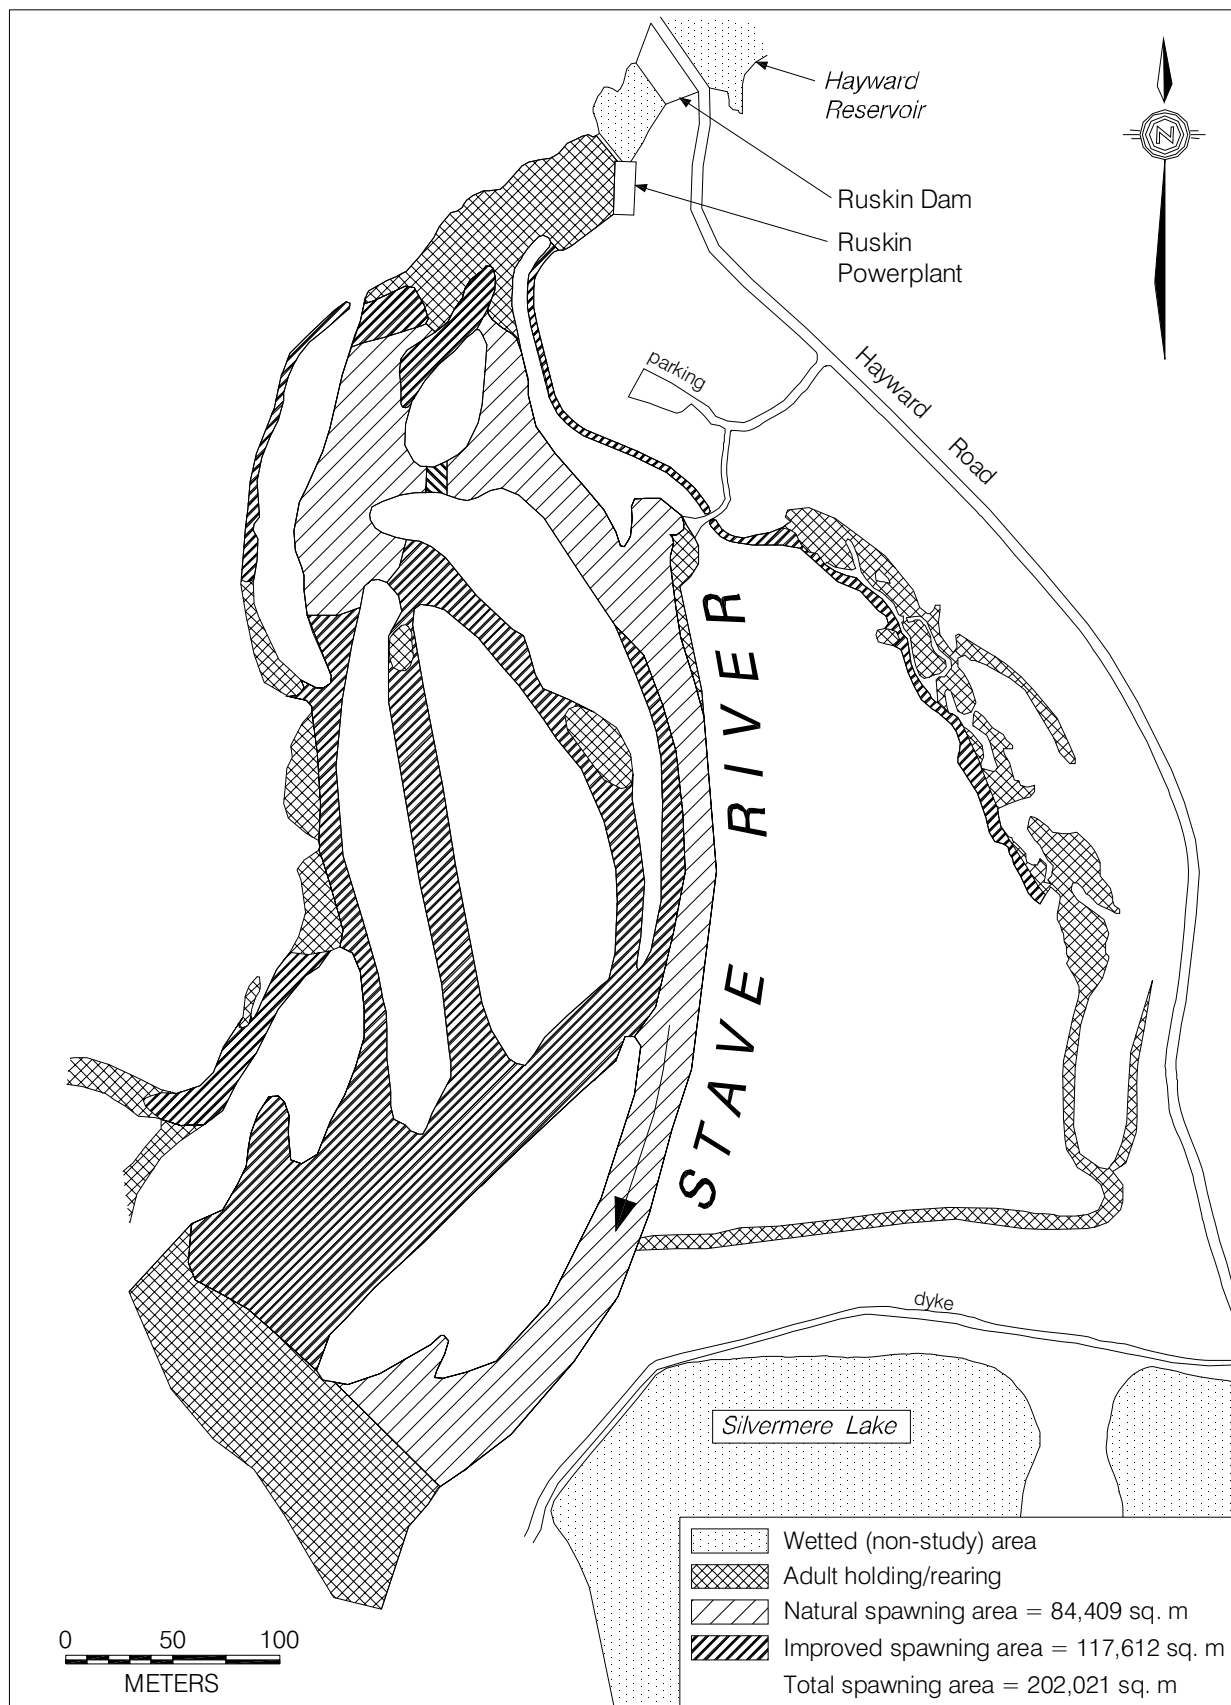 Hayward
Reservoir
N
Ruskin Dam
Ruskin
Powerplant
parking
Hayward Road
STAVE RIVER
dyke
Silvermere Lake
Wetted (non-study) area
Adult holding/rearing
Natural spawning area = 84,409 sq. m
Improved spawning area = 117,612 sq. m
Total spawning area = 202,021 sq. m
0 50 100
METERS